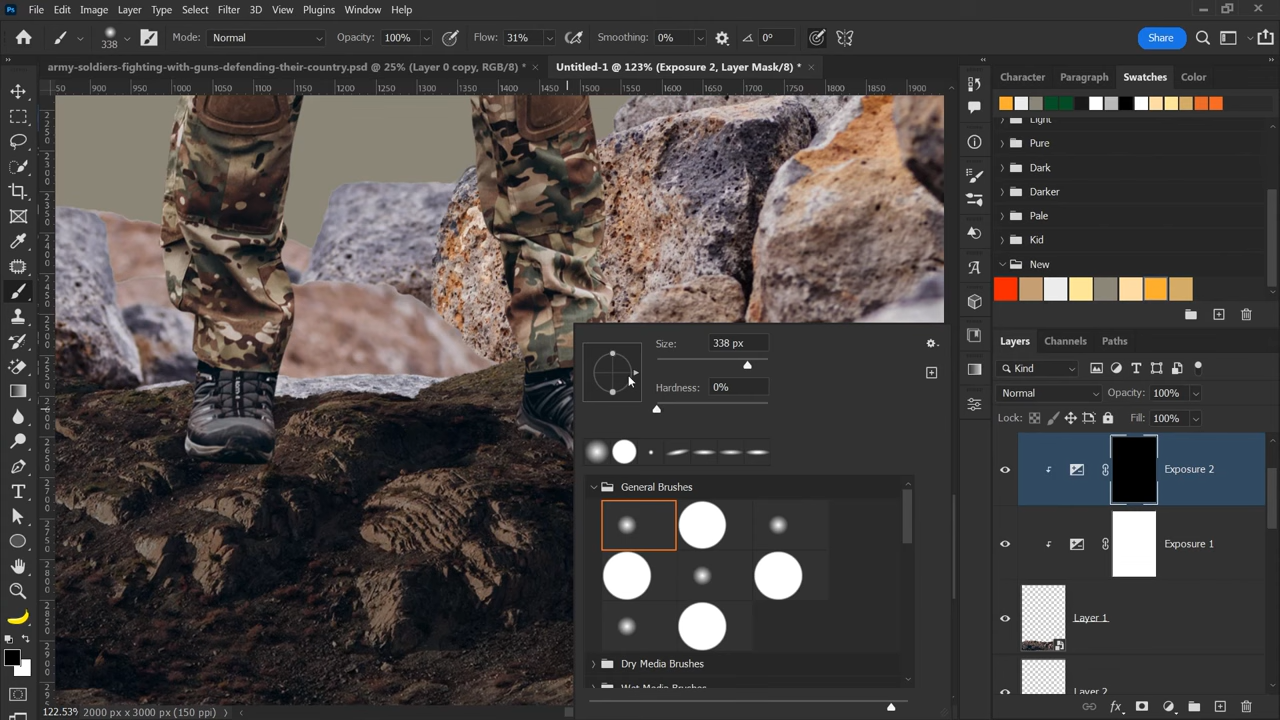 Ps File Edit Image Layer Type Select Filter 3D View Plugins Window Help
338 Mode: Normal Opacity: 100% Flow: 31% Smoothing: 0% 0° Share
army-soldiers-fighting-with-guns-defending-their-country.psd @ 25% (Layer 0 copy, RGB/8) * × Untitled-1 @ 123% (Exposure 2, Layer Mask/8) * ×
Character Paragraph Swatches Color
50 900 950 1000 1050 1100 1150 1200 1250 1300 1350 1400 1450 1500 1550 1600 1650 1700 1750 1800 1850 1900
Light
Pure
Dark
Darker
Pale
Kid
New
Size: 338 px
Hardness: 0%
General Brushes
Dry Media Brushes
Wet Media Brushes
Layers Channels Paths
Kind
Normal Opacity: 100%
Lock: Fill: 100%
Exposure 2
Exposure 1
Layer 1
Layer 2
122.53% 2000 px x 3000 px (150 ppi)